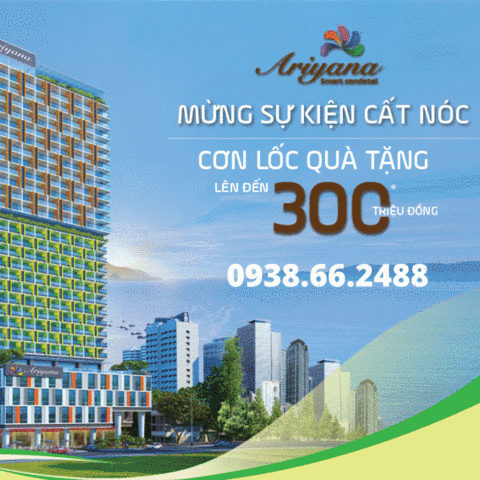 Ariyana
Smart condotel
MỪNG SỰ KIỆN CẤT NÓC
CƠN LỐC QUÀ TẶNG
LÊN ĐẾN 300* TRIỆU ĐỒNG
0938.66.2488
Ariyana